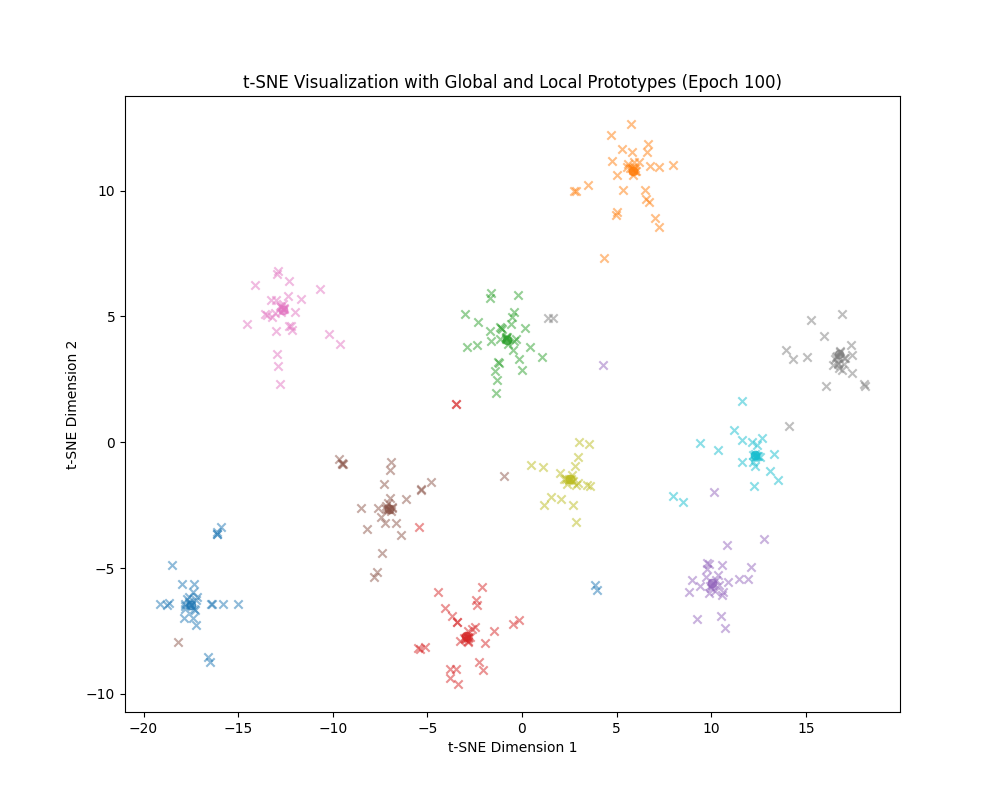 t-SNE Visualization with Global and Local Prototypes (Epoch 100)
10
5
0
−5
−10
t-SNE Dimension 2
−20 −15 −10 −5 0 5 10 15
t-SNE Dimension 1